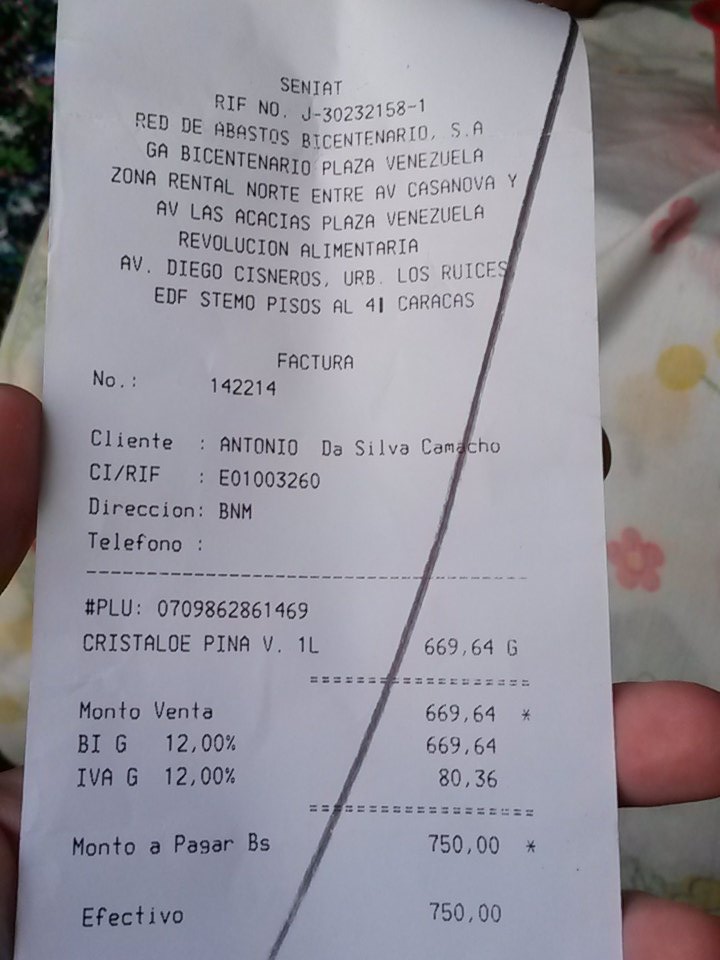 SENIAT
RIF NO. J-30232158-1
RED DE ABASTOS BICENTENARIO, S.A
GA BICENTENARIO PLAZA VENEZUELA
ZONA RENTAL NORTE ENTRE AV CASANOVA Y
AV LAS ACACIAS PLAZA VENEZUELA
REVOLUCION ALIMENTARIA
AV. DIEGO CISNEROS, URB. LOS RUICES
EDF STEMO PISOS AL 41 CARACAS
FACTURA
No.: 142214
Cliente : ANTONIO Da Silva Camacho
CI/RIF : E01003260
Direccion: BNM
Telefono :
#PLU: 0709862861469
CRISTALOE PINA V. 1L 669,64 G
Monto Venta 669,64 *
BI G 12,00% 669,64
IVA G 12,00% 80,36
Monto a Pagar Bs 750,00 *
Efectivo 750,00